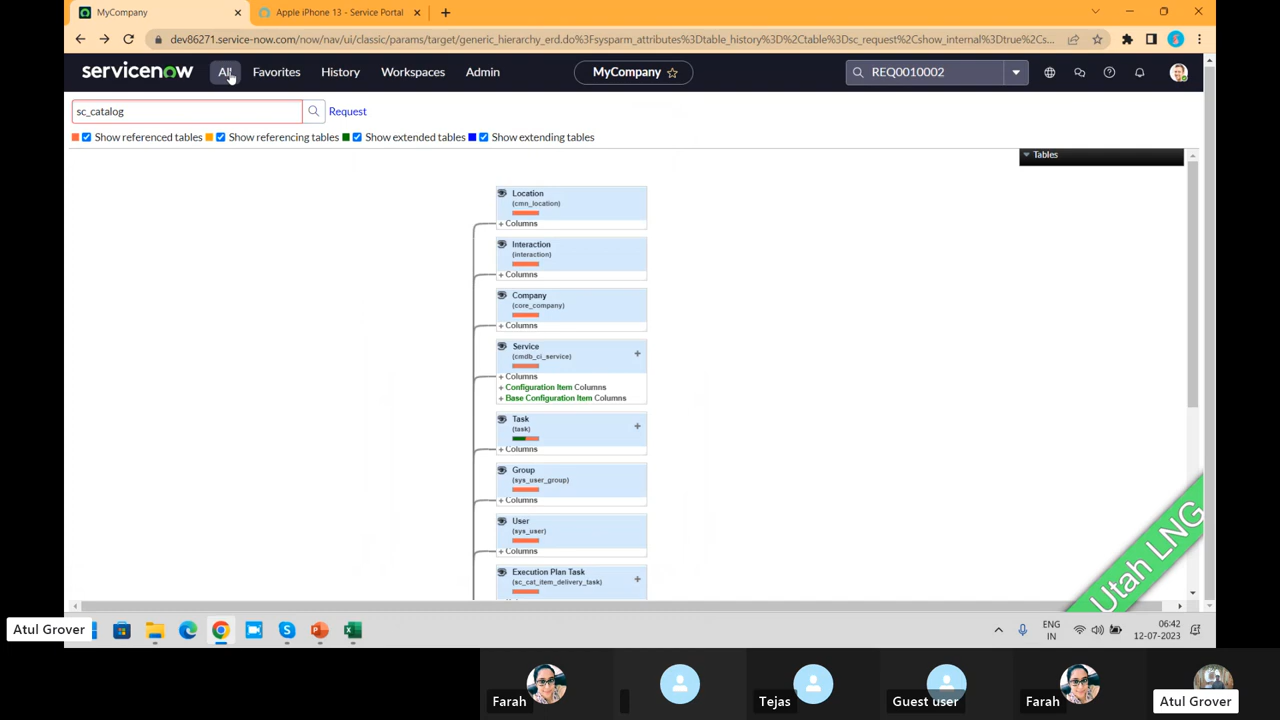 MyCompany
Apple iPhone 13 - Service Portal
dev86271.service-now.com/now/nav/ui/classic/params/target/generic_hierarchy_erd.do%3Fsysparm_attributes%3Dtable_history%3D%2Ctable%3Dsc_request%2Cshow_internal%3Dtrue%2Csho...
servicenow
All
Favorites
History
Workspaces
Admin
MyCompany
REQ0010002
sc_catalog
Request
Show referenced tables
Show referencing tables
Show extended tables
Show extending tables
Tables
Location
(cmn_location)
+ Columns
Interaction
(interaction)
+ Columns
Company
(core_company)
+ Columns
Service
(cmdb_ci_service)
+ Columns
+ Configuration Item Columns
+ Base Configuration Item Columns
Task
(task)
+ Columns
Group
(sys_user_group)
+ Columns
User
(sys_user)
+ Columns
Execution Plan Task
(sc_cat_item_delivery_task)
Utah LNG
Atul Grover
ENG
IN
06:42
12-07-2023
Farah
Tejas
Guest user
Farah
Atul Grover